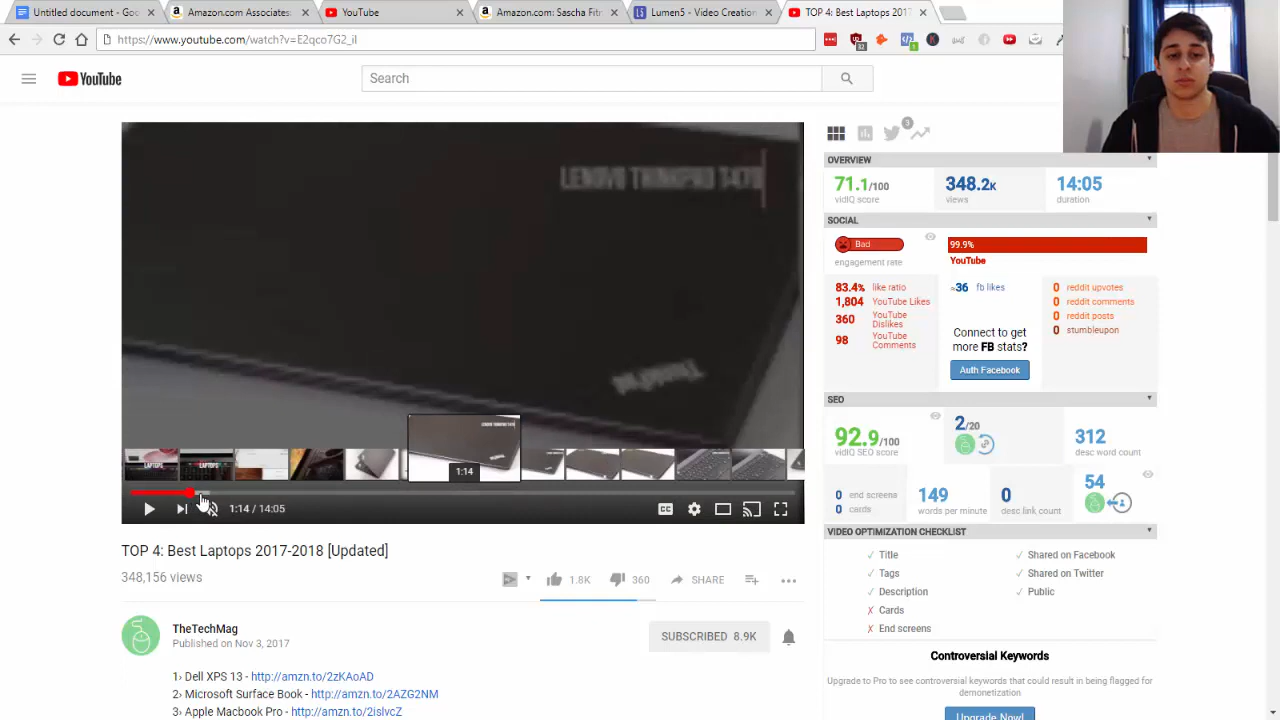 Untitled document - Goo
Amazon.com Associates
YouTube
Amazon.com: Sascha Fitn
Lumen5 - Video creation
TOP 4: Best Laptops 2017
https://www.youtube.com/watch?v=E2qco7G2_iI
YouTube
Search
3
OVERVIEW
71.1/100
vidIQ score
348.2K
views
14:05
duration
SOCIAL
Bad
engagement rate
99.9%
YouTube
83.4% like ratio
1,804 YouTube Likes
360 YouTube Dislikes
98 YouTube Comments
≈36 fb likes
Connect to get
more FB stats?
Auth Facebook
0 reddit upvotes
0 reddit comments
0 reddit posts
0 stumbleupon
SEO
92.9/100
vidIQ SEO score
2/20
312
desc word count
0 end screens
0 cards
149
words per minute
0
desc link count
54
VIDEO OPTIMIZATION CHECKLIST
Title
Tags
Description
Cards
End screens
Shared on Facebook
Shared on Twitter
Public
Controversial Keywords
Upgrade to Pro to see controversial keywords that could result in being flagged for
demonetization
Upgrade Now!
1:14
1:14 / 14:05
CC
TOP 4: Best Laptops 2017-2018 [Updated]
348,156 views
1.8K
360
SHARE
TheTechMag
Published on Nov 3, 2017
SUBSCRIBED 8.9K
1› Dell XPS 13 - http://amzn.to/2zKAoAD
2› Microsoft Surface Book - http://amzn.to/2AZG2NM
3› Apple Macbook Pro - http://amzn.to/2islvcZ